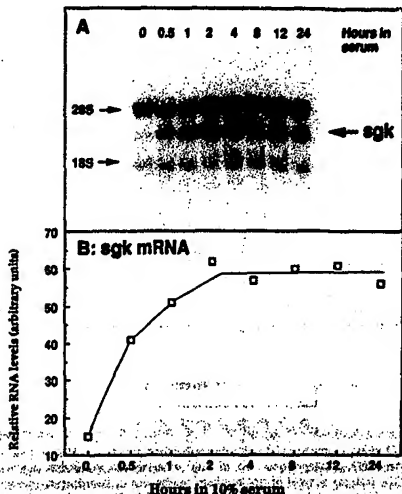 A
0 0.5 1 2 4 8 12 24 Hours in serum
28S
sgk
18S
B: sgk mRNA
Relative RNA levels (arbitrary units)
70
60
50
40
30
20
10
0 0.5 1 2 4 8 12 24
Hours in 10% serum